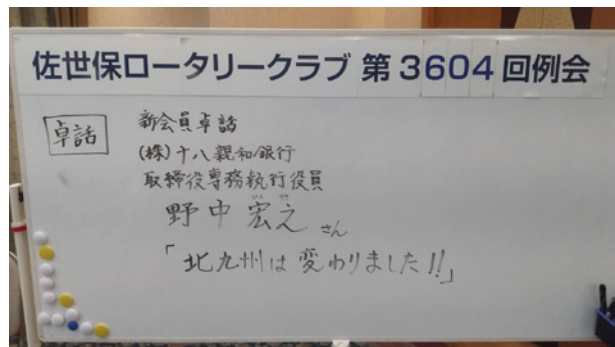 佐世保ロータリークラブ 第3604回例会
卓話
新会員卓話
(株)十八親和銀行
取締役専務執行役員
野中宏之さん
「北九州は変わりました!!」